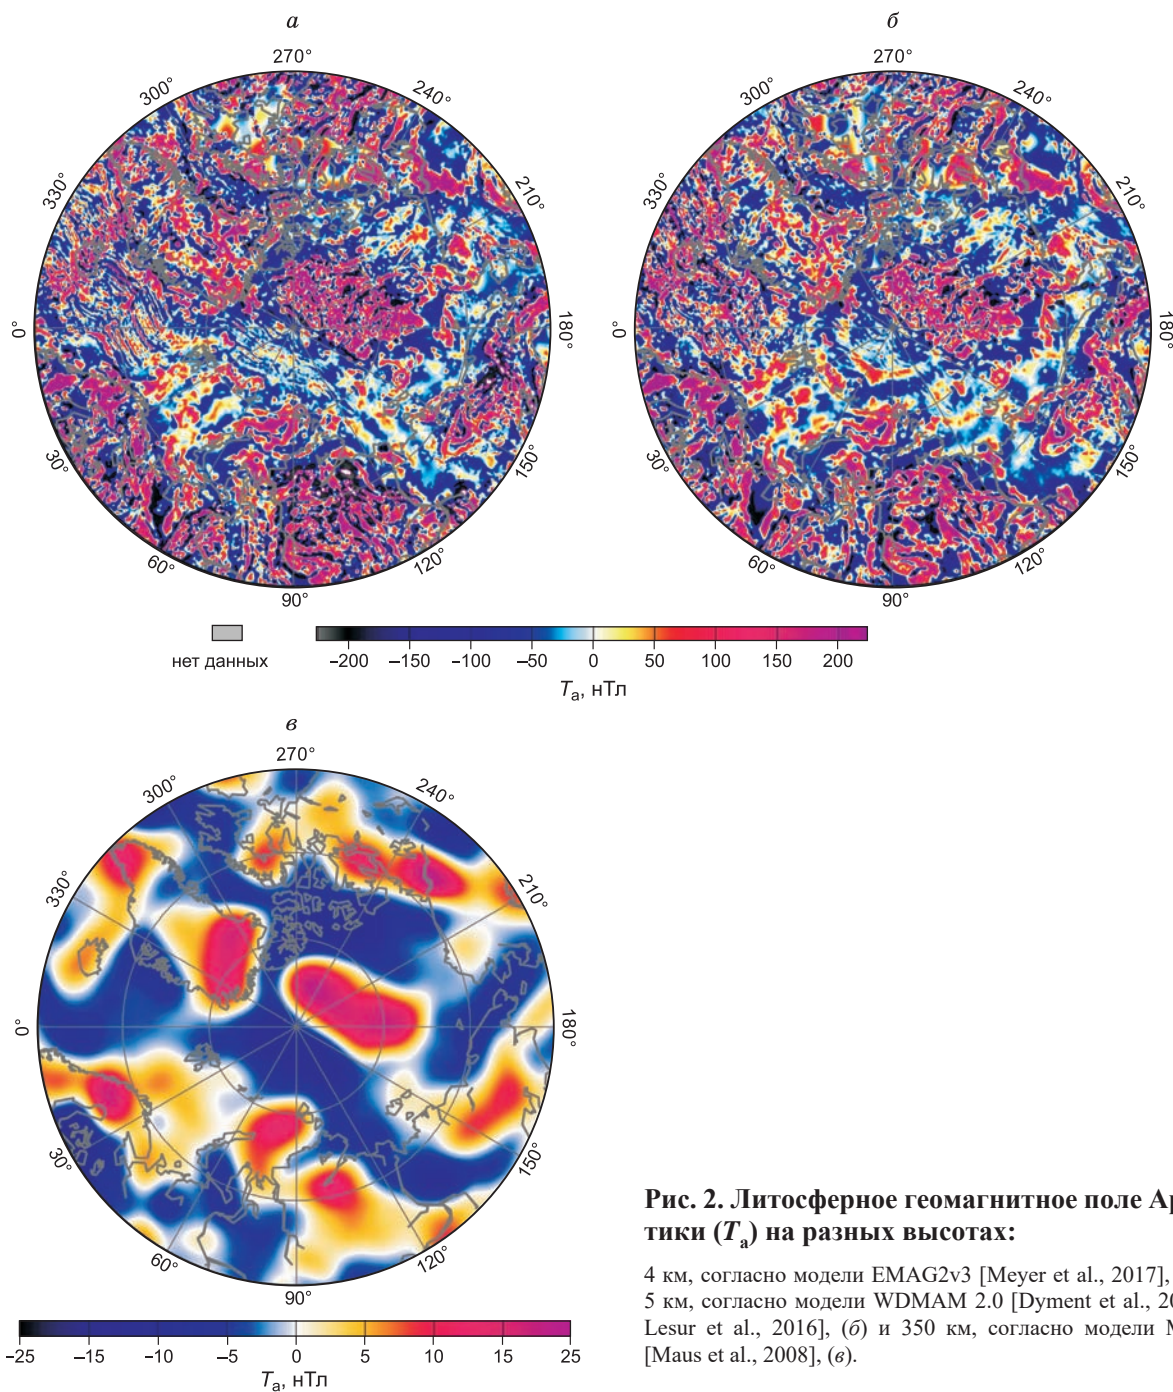 а
б
270°
300°
240°
330°
210°
0°
180°
30°
150°
60°
120°
90°
270°
300°
240°
330°
210°
0°
180°
30°
150°
60°
120°
90°
нет данных
–200 –150 –100 –50 0 50 100 150 200
Tа, нТл
в
270°
300°
240°
330°
210°
0°
180°
30°
150°
60°
120°
90°
–25 –15 –10 –5 0 5 10 15 25
Tа, нТл
Рис. 2. Литосферное геомагнитное поле Ар
тики (Tа) на разных высотах:
4 км, согласно модели EMAG2v3 [Meyer et al., 2017],
5 км, согласно модели WDMAM 2.0 [Dyment et al., 20
Lesur et al., 2016], (б) и 350 км, согласно модели M
[Maus et al., 2008], (в).